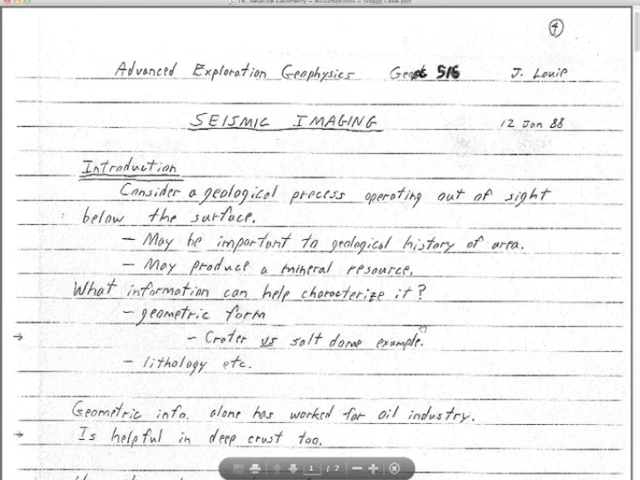 4
Advanced Exploration Geophysics 516 J. Louie
SEISMIC IMAGING 12 Jan 88
Introduction
Consider a geological process operating out of sight
below the surface.
– May be important to geological history of area.
– May produce a mineral resource.
What information can help characterize it?
– geometric form
→ – Crater vs salt dome example.
– lithology etc.
Geometric info. alone has worked for oil industry.
→ Is helpful in deep crust too.
1 / 7